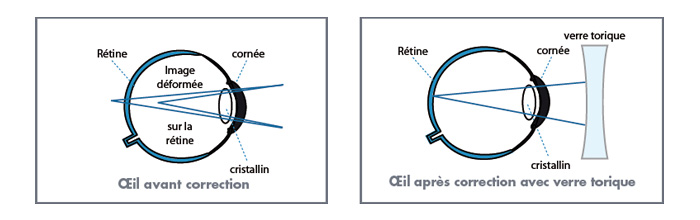 Rétine
cornée
Image
déformée
sur la
rétine
cristallin
Œil avant correction
verre torique
Rétine
cornée
cristallin
Œil après correction avec verre torique